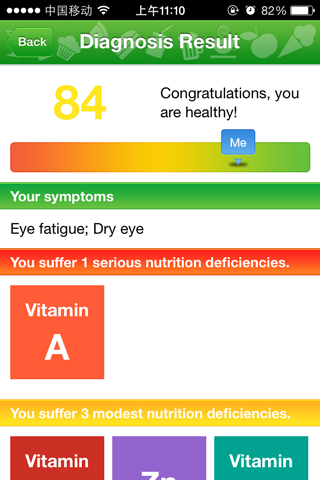 中国移动 上午11:10 82%
Back Diagnosis Result
84 Congratulations, you
are healthy!
Me
Your symptoms
Eye fatigue; Dry eye
You suffer 1 serious nutrition deficiencies.
Vitamin
A
You suffer 3 modest nutrition deficiencies.
Vitamin Zn Vitamin